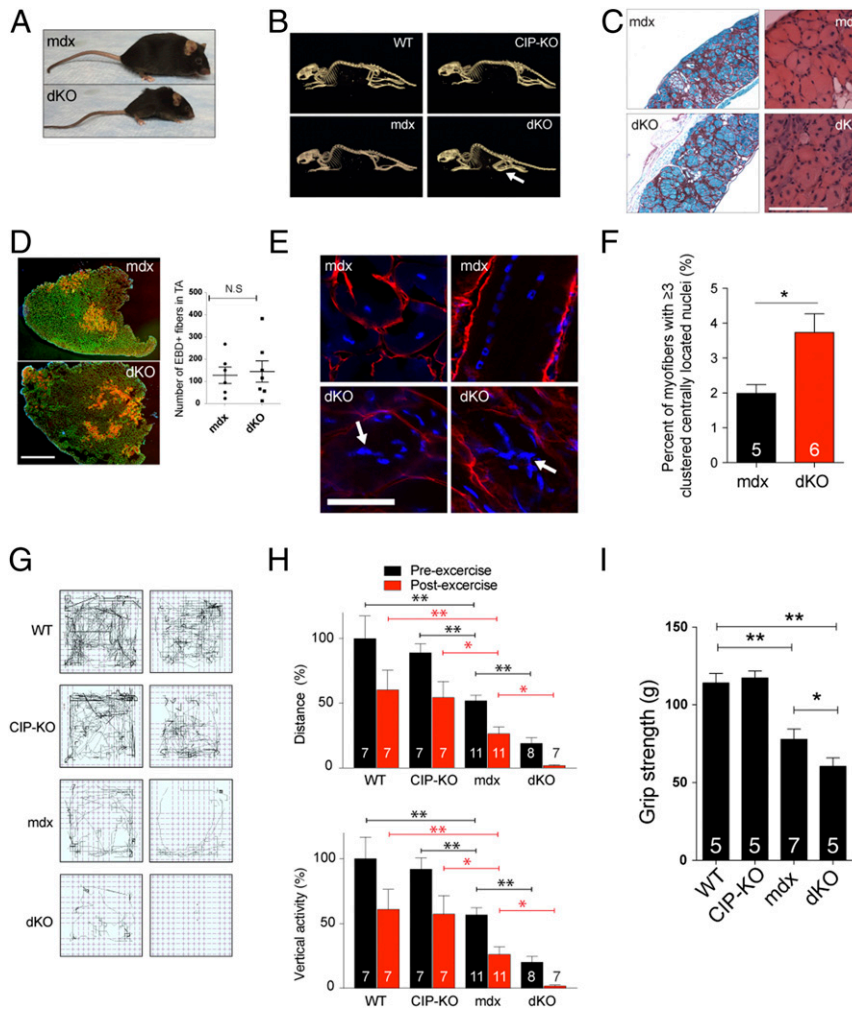 A
mdx
dKO
B
WT
CIP-KO
mdx
dKO
C
mdx
dKO
D
mdx
dKO
N.S
Number of EBD+ fibers in TA
500
400
300
200
100
0
mdx
dKO
E
mdx
mdx
dKO
dKO
F
Percent of myofibers with ≥3
clustered centrally located nuclei (%)
5
4
3
2
1
0
*
5
6
mdx
dKO
G
WT
CIP-KO
mdx
dKO
H
Pre-excercise
Post-excercise
Distance (%)
100
50
0
**
**
**
*
**
*
7 7 7 7 11 11 8 7
WT CIP-KO mdx dKO
Vertical activity (%)
100
50
0
**
**
**
*
**
*
7 7 7 7 11 11 8 7
WT CIP-KO mdx dKO
I
Grip strength (g)
150
100
50
0
**
**
*
5 5 7 5
WT
CIP-KO
mdx
dKO